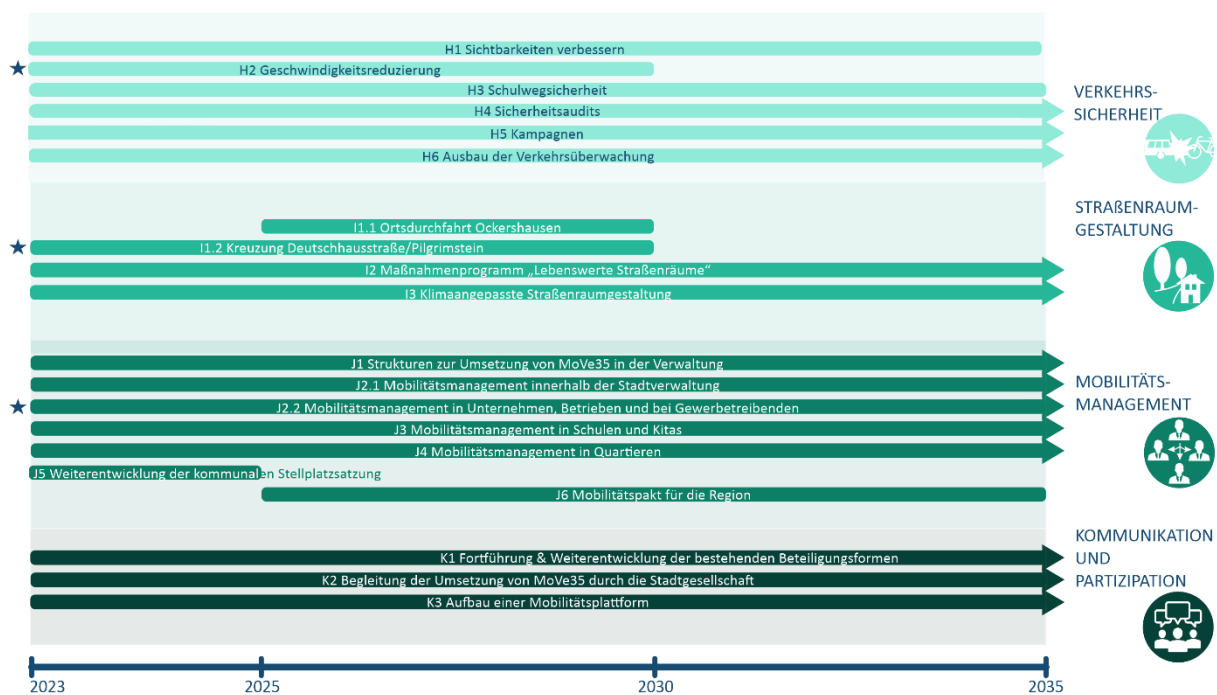 H1 Sichtbarkeiten verbessern
H2 Geschwindigkeitsreduzierung
H3 Schulwegsicherheit
H4 Sicherheitsaudits
H5 Kampagnen
H6 Ausbau der Verkehrsüberwachung
VERKEHRS-
SICHERHEIT
I1.1 Ortsdurchfahrt Ockershausen
I1.2 Kreuzung Deutschhausstraße/Pilgrimstein
I2 Maßnahmenprogramm „Lebenswerte Straßenräume“
I3 Klimaangepasste Straßenraumgestaltung
STRAßENRAUM-
GESTALTUNG
J1 Strukturen zur Umsetzung von MoVe35 in der Verwaltung
J2.1 Mobilitätsmanagement innerhalb der Stadtverwaltung
J2.2 Mobilitätsmanagement in Unternehmen, Betrieben und bei Gewerbetreibenden
J3 Mobilitätsmanagement in Schulen und Kitas
J4 Mobilitätsmanagement in Quartieren
J5 Weiterentwicklung der kommunalen Stellplatzsatzung
J6 Mobilitätspakt für die Region
MOBILITÄTS-
MANAGEMENT
K1 Fortführung & Weiterentwicklung der bestehenden Beteiligungsformen
K2 Begleitung der Umsetzung von MoVe35 durch die Stadtgesellschaft
K3 Aufbau einer Mobilitätsplattform
KOMMUNIKATION
UND
PARTIZIPATION
2023
2025
2030
2035